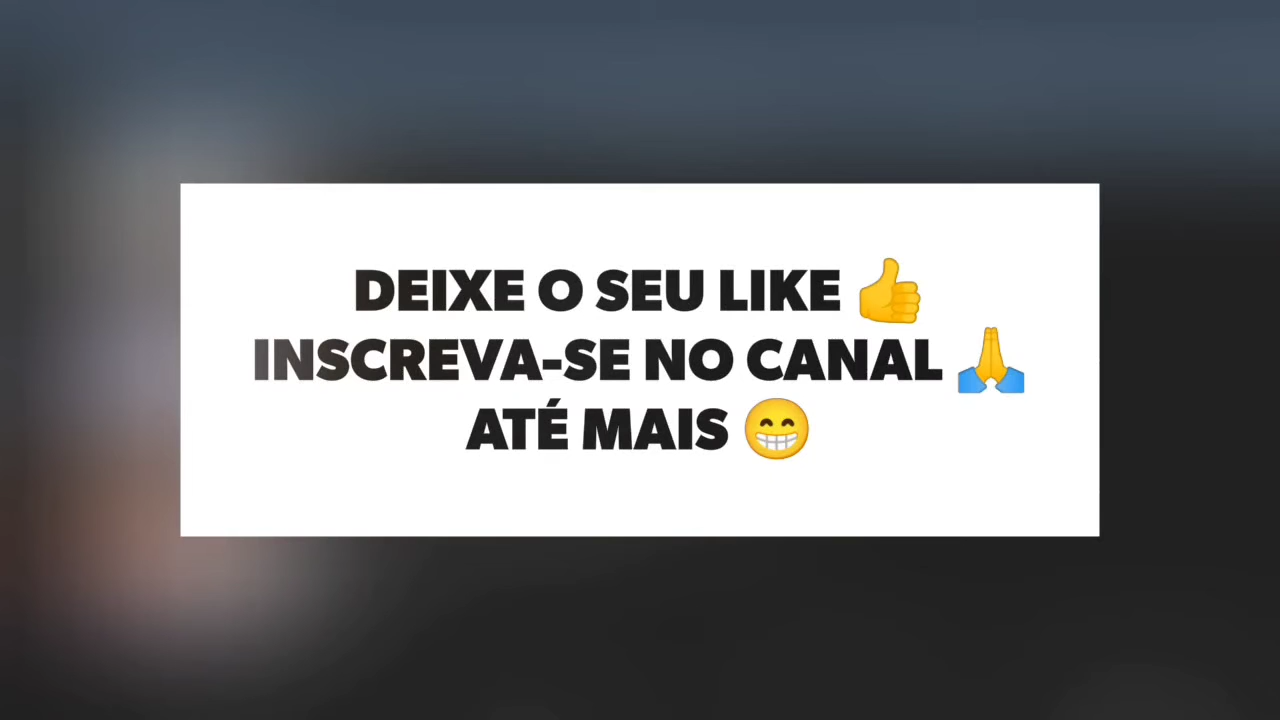 DEIXE O SEU LIKE 👍
INSCREVA-SE NO CANAL 🙏
ATÉ MAIS 😁